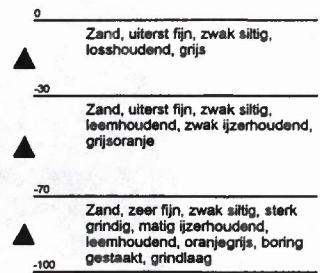 0
Zand, uiterst fijn, zwak siltig,
losshoudend, grijs
-30
Zand, uiterst fijn, zwak siltig,
leemhoudend, zwak ijzerhoudend,
grijsoranje
-70
Zand, zeer fijn, zwak siltig, sterk
grindig, matig ijzerhoudend,
leemhoudend, oranjegrijs, boring
gestaakt, grindlaag
-100